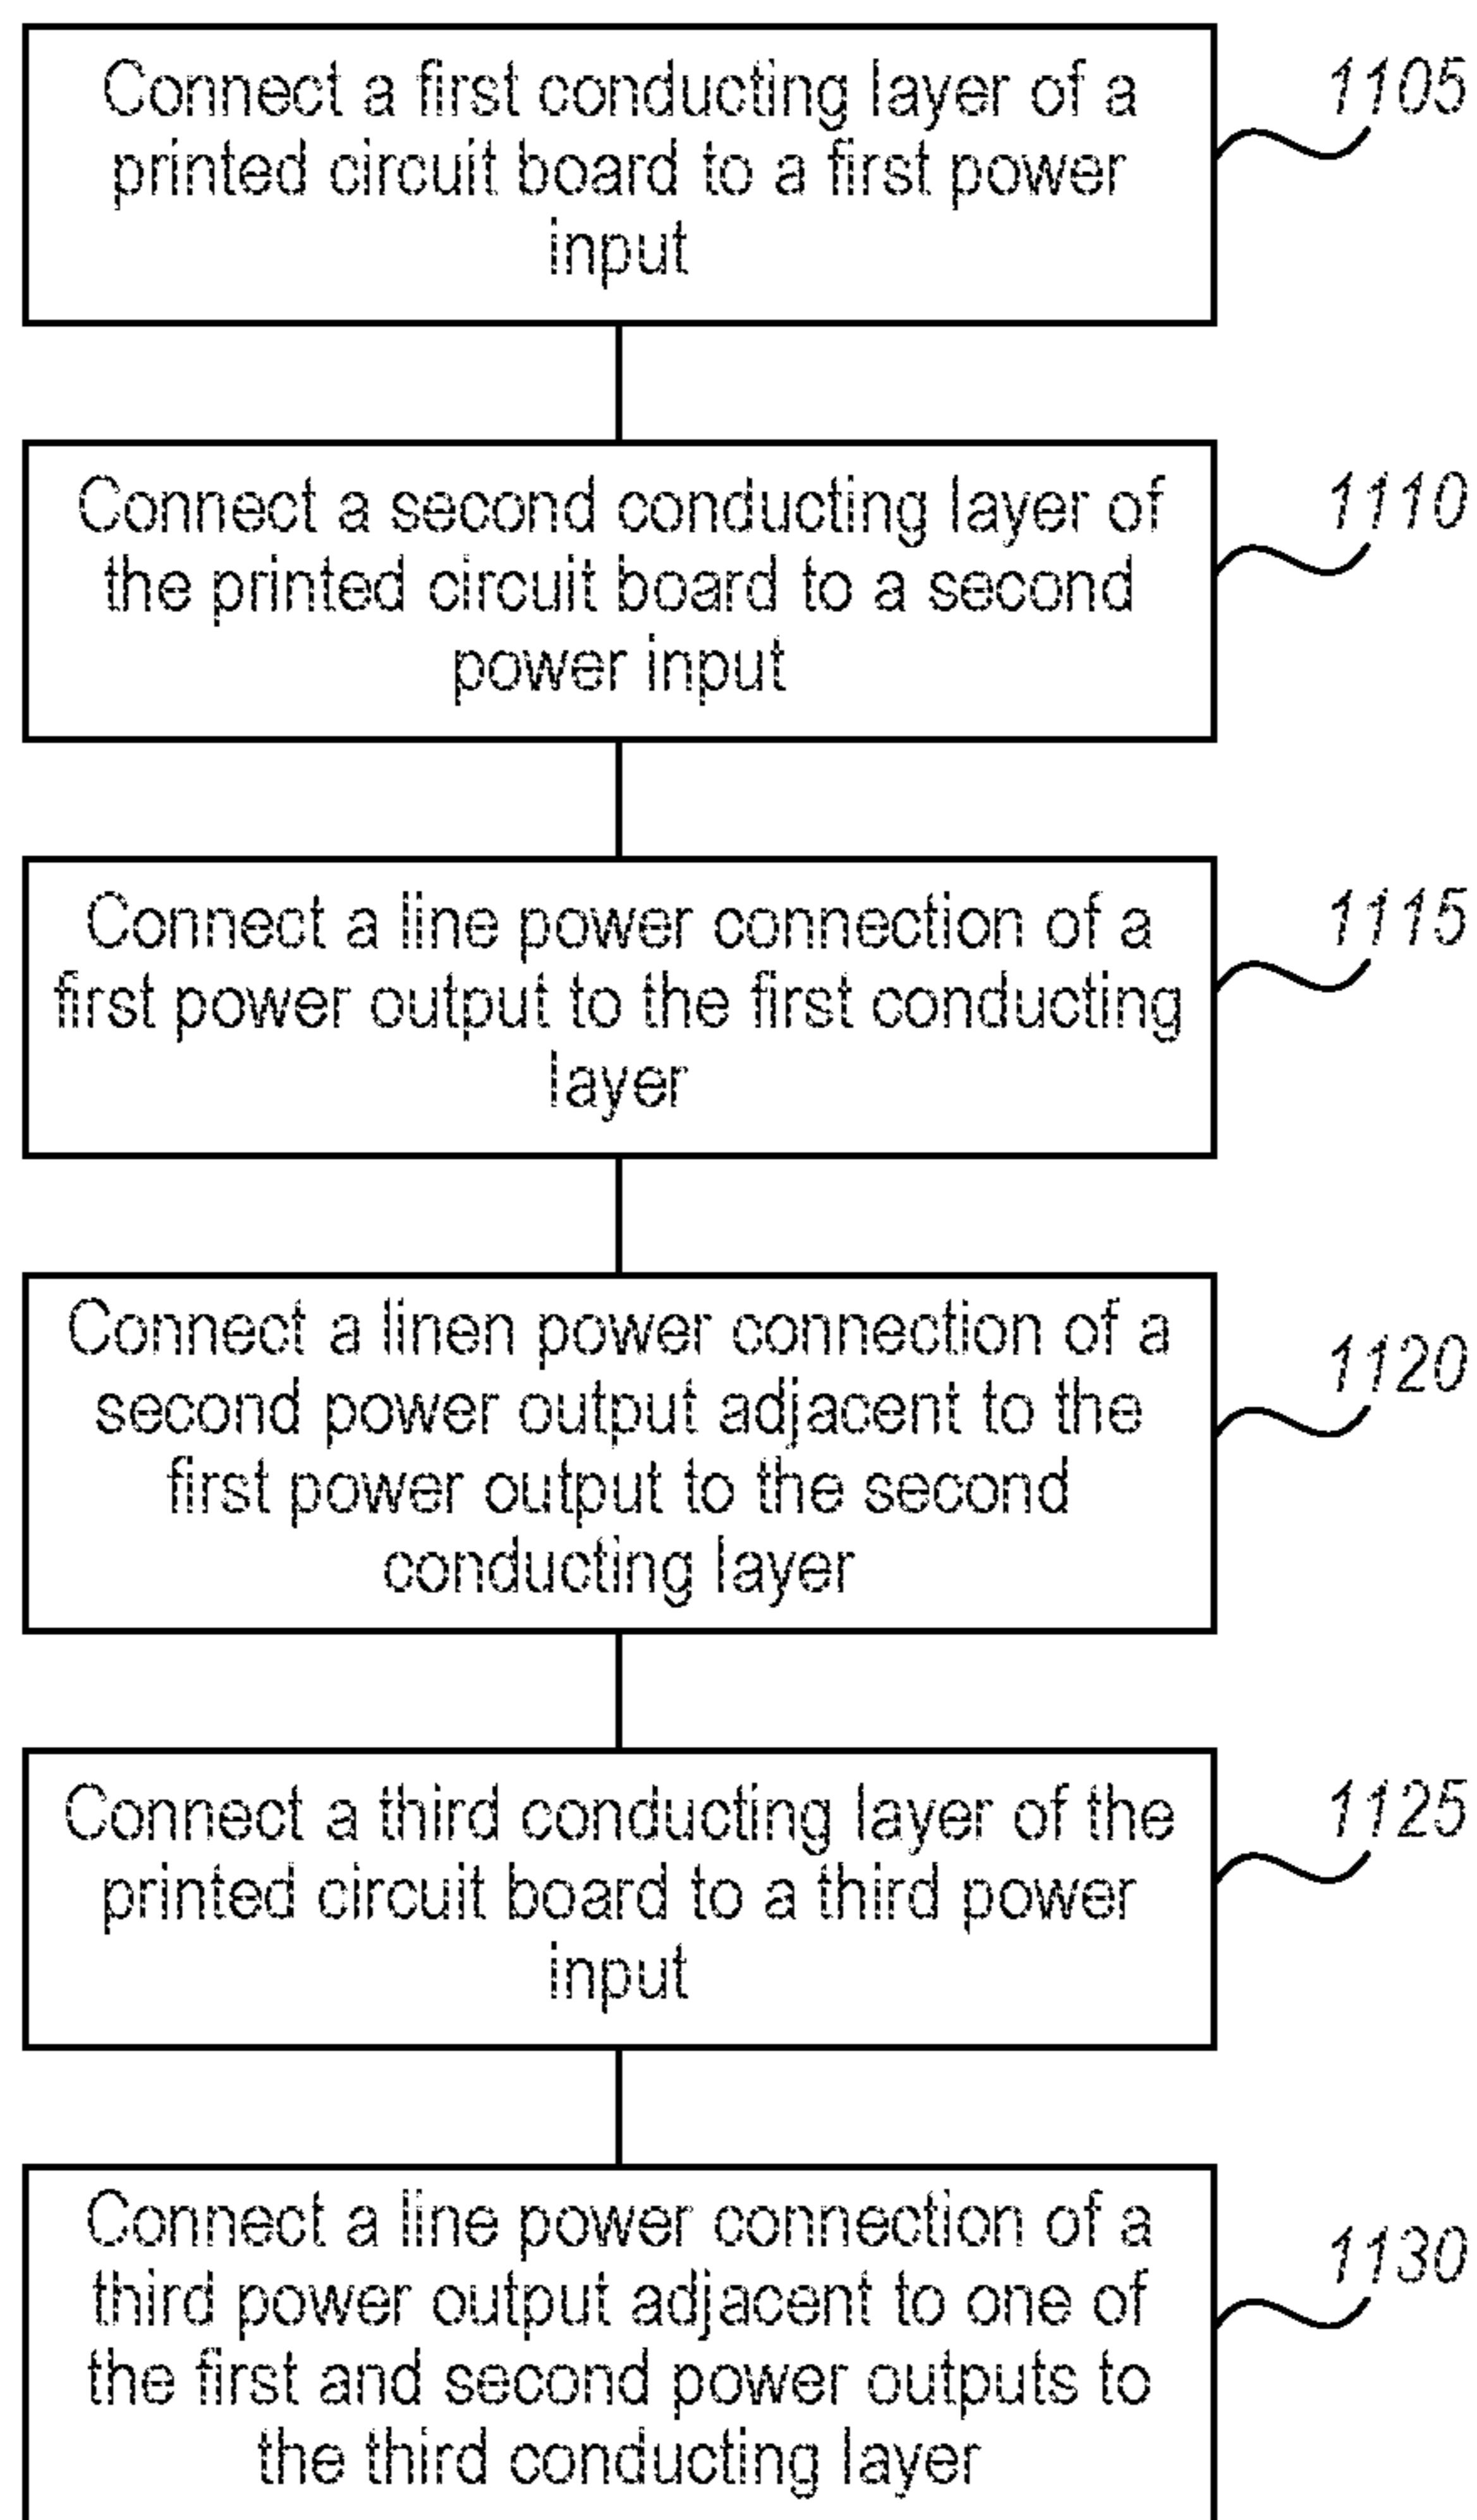 Connect a first conducting layer of a
printed circuit board to a first power
input
1105
Connect a second conducting layer of
the printed circuit board to a second
power input
1110
Connect a line power connection of a
first power output to the first conducting
layer
1115
Connect a linen power connection of a
second power output adjacent to the
first power output to the second
conducting layer
1120
Connect a third conducting layer of the
printed circuit board to a third power
input
1125
Connect a line power connection of a
third power output adjacent to one of
the first and second power outputs to
the third conducting layer
1130